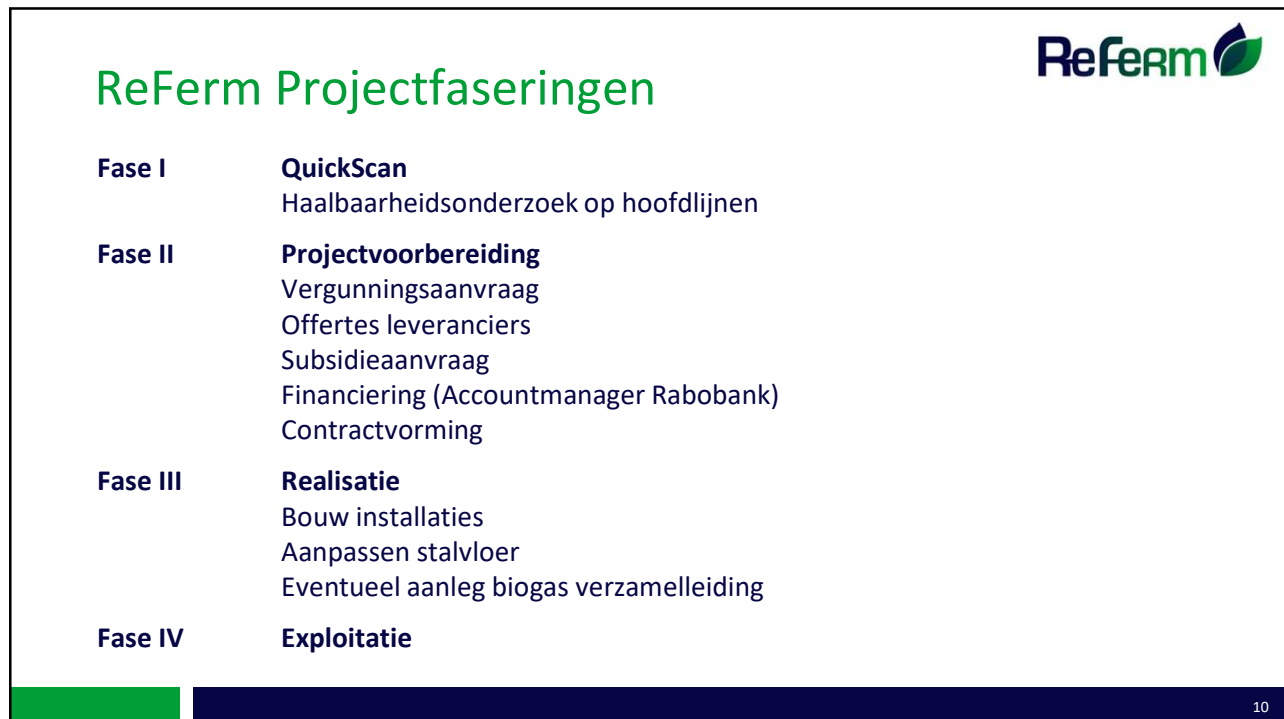 ReFerm
ReFerm Projectfaseringen
Fase I QuickScan
Haalbaarheidsonderzoek op hoofdlijnen
Fase II Projectvoorbereiding
Vergunningsaanvraag
Offertes leveranciers
Subsidieaanvraag
Financiering (Accountmanager Rabobank)
Contractvorming
Fase III Realisatie
Bouw installaties
Aanpassen stalvloer
Eventueel aanleg biogas verzamelleiding
Fase IV Exploitatie
10